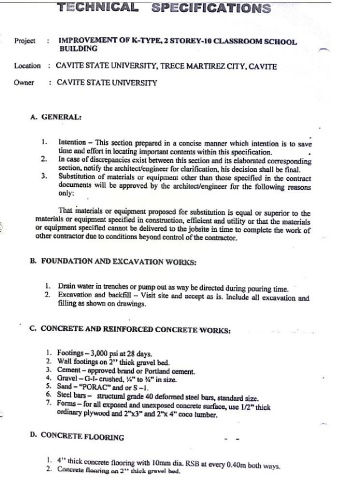 TECHNICAL SPECIFICATIONS
Project : IMPROVEMENT OF K-TYPE, 2 STOREY-10 CLASSROOM SCHOOL
BUILDING
Location : CAVITE STATE UNIVERSITY, TRECE MARTIREZ CITY, CAVITE
Owner : CAVITE STATE UNIVERSITY
A. GENERAL:
1. Intention – This section prepared in a concise manner which intention is to save
time and effort in locating important contents within this specification.
2. In case of discrepancies exist between this section and its elaborated corresponding
section, notify the architect/engineer for clarification, his decision shall be final.
3. Substitution of materials or equipment other than those specified in the contract
documents will be approved by the architect/engineer for the following reasons
only:
That materials or equipment proposed for substitution is equal or superior to the
materials or equipment specified in construction, efficient and utility or that the materials
or equipment specified cannot be delivered to the jobsite in time to complete the work of
other contractor due to conditions beyond control of the contractor.
B. FOUNDATION AND EXCAVATION WORKS:
1. Drain water in trenches or pump out as way be directed during pouring time.
2. Excavation and backfill – Visit site and accept as is. Include all excavation and
filling as shown on drawings.
C. CONCRETE AND REINFORCED CONCRETE WORKS:
1. Footings – 3,000 psi at 28 days.
2. Wall footings on 2" thick gravel bed.
3. Cement – approved brand or Portland cement.
4. Gravel – G-I- crushed, ¼" to ¾" in size.
5. Sand – "PORAC" and or S –1.
6. Steel bars – structural grade 40 deformed steel bars, standard size.
7. Forms – for all exposed and unexposed concrete surface, use 1/2" thick
ordinary plywood and 2"x3" and 2"x 4" coco lumber.
D. CONCRETE FLOORING
1. 4" thick concrete flooring with 10mm dia. RSB at every 0.40m both ways.
2. Concrete flooring on 2" thick gravel bed.